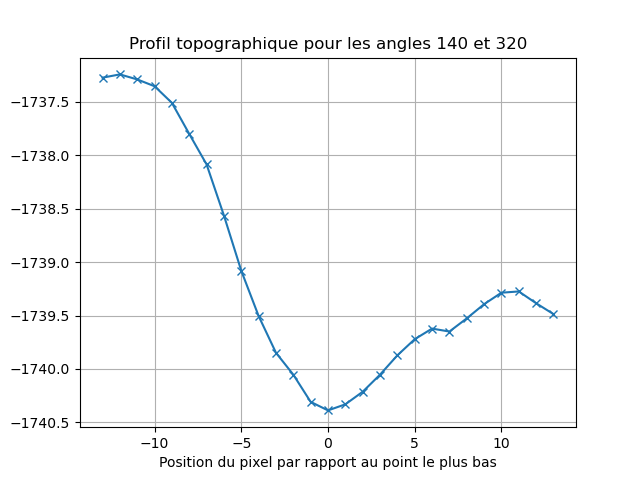 Profil topographique pour les angles 140 et 320
−1737.5
−1738.0
−1738.5
−1739.0
−1739.5
−1740.0
−1740.5
−10 −5 0 5 10
Position du pixel par rapport au point le plus bas